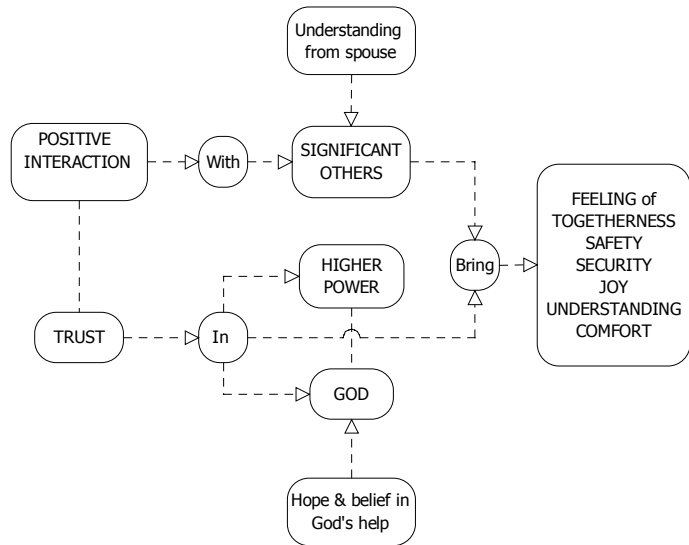 Understanding
from spouse
POSITIVE
INTERACTION
With
SIGNIFICANT
OTHERS
FEELING of
TOGETHERNESS
SAFETY
SECURITY
JOY
UNDERSTANDING
COMFORT
Bring
HIGHER
POWER
TRUST
In
GOD
Hope & belief in
God's help